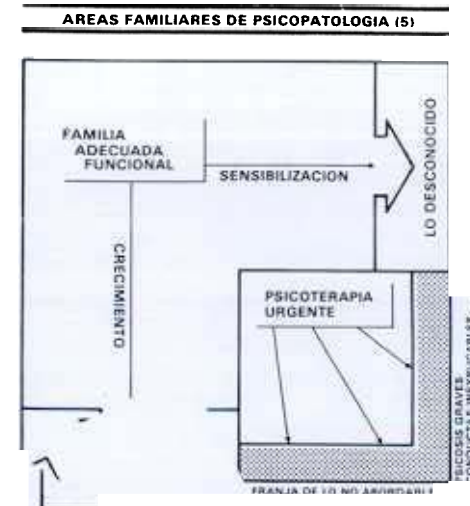 AREAS FAMILIARES DE PSICOPATOLOGIA (5)
FAMILIA
ADECUADA
FUNCIONAL
SENSIBILIZACION
LO DESCONOCIDO
CRECIMIENTO
PSICOTERAPIA
URGENTE
PSICOSIS GRAVES
FRANJA DE LO NO ABORDABLE